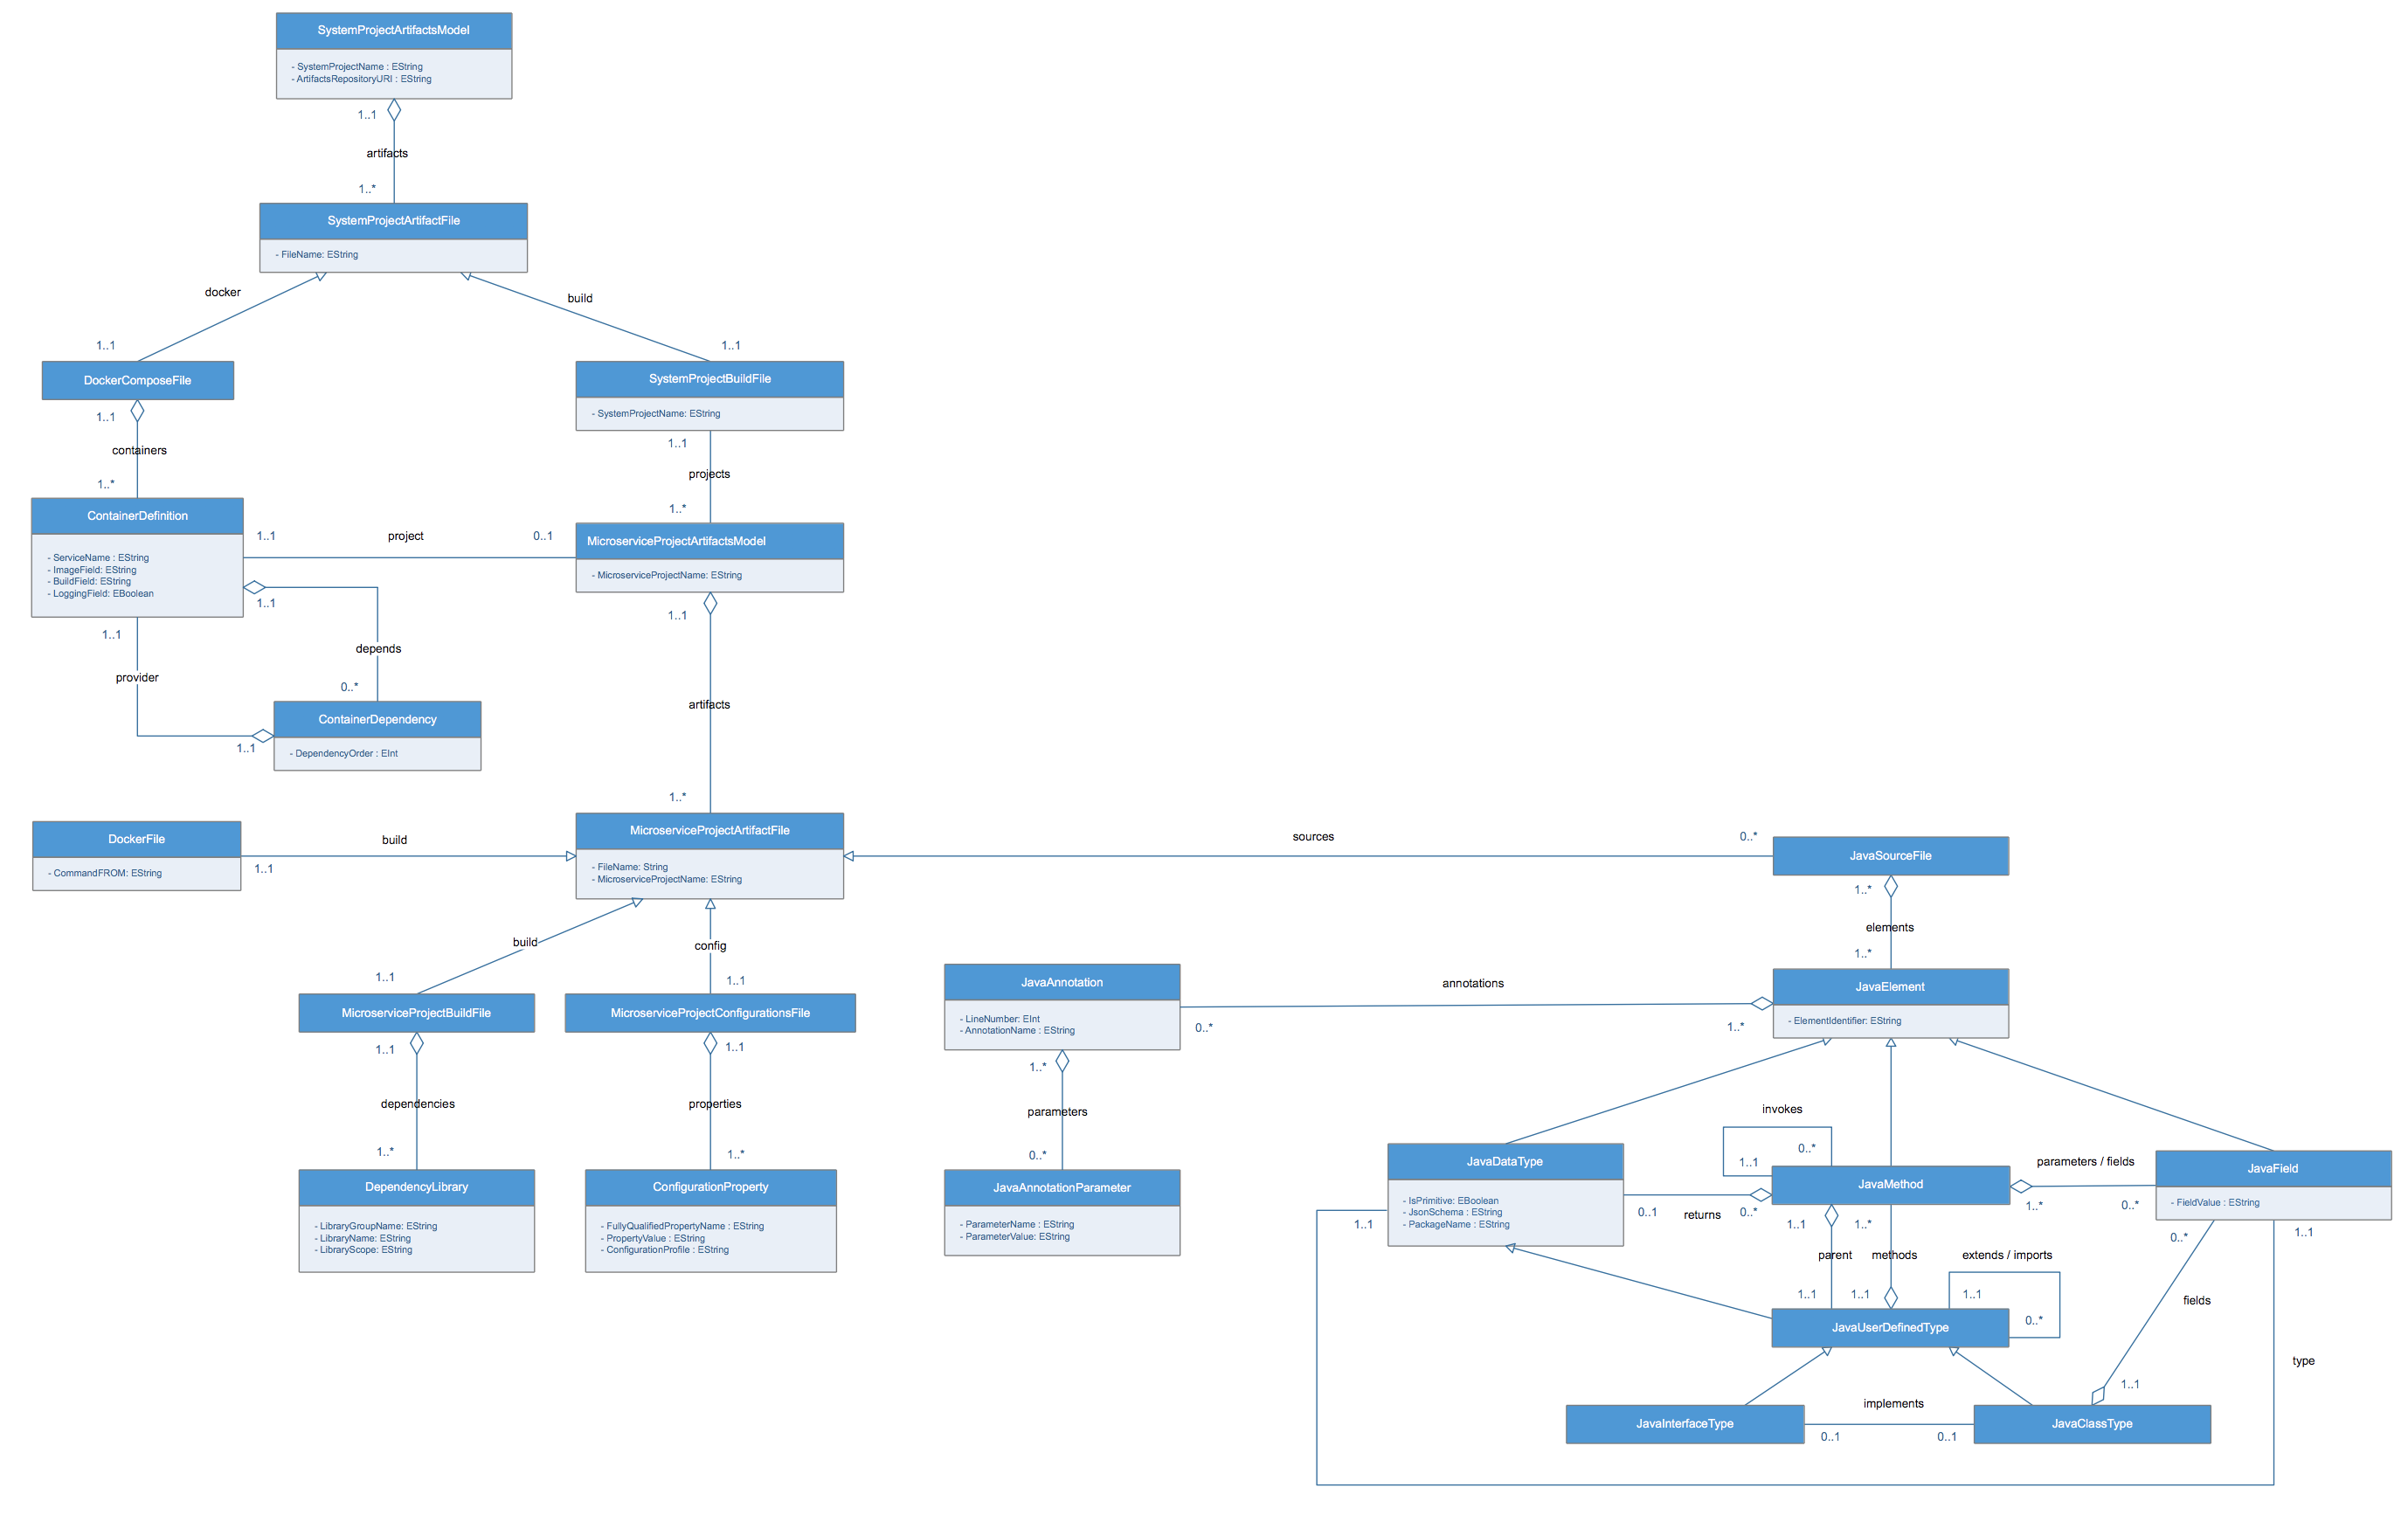 SystemProjectArtifactsModel
- SystemProjectName : EString
- ArtifactsRepositoryURI : EString
1..1
artifacts
1..*
SystemProjectArtifactFile
- FileName: EString
docker
build
1..1
1..1
DockerComposeFile
SystemProjectBuildFile
- SystemProjectName: EString
1..1
1..1
containers
projects
1..*
1..*
ContainerDefinition
- ServiceName : EString
- ImageField: EString
- BuildField: EString
- LoggingField: EBoolean
1..1
project
0..1
MicroserviceProjectArtifactsModel
- MicroserviceProjectName: EString
1..1
1..1
1..1
depends
provider
0..*
artifacts
ContainerDependency
- DependencyOrder : EInt
1..1
1..*
DockerFile
- CommandFROM: EString
build
1..1
MicroserviceProjectArtifactFile
- FileName: String
- MicroserviceProjectName: EString
sources
0..*
JavaSourceFile
1..*
elements
1..*
build
config
1..1
1..1
MicroserviceProjectBuildFile
MicroserviceProjectConfigurationsFile
JavaAnnotation
- LineNumber: EInt
- AnnotationName : EString
annotations
0..*
1..*
JavaElement
- ElementIdentifier: EString
1..1
1..1
1..*
dependencies
properties
parameters
1..*
1..*
0..*
DependencyLibrary
- LibraryGroupName: EString
- LibraryName: EString
- LibraryScope: EString
ConfigurationProperty
- FullyQualifiedPropertyName : EString
- PropertyValue : EString
- ConfigurationProfile : EString
JavaAnnotationParameter
- ParameterName : EString
- ParameterValue: EString
invokes
0..*
1..1
JavaDataType
- IsPrimitive: EBoolean
- JsonSchema : EString
- PackageName : EString
JavaMethod
parameters / fields
JavaField
- FieldValue : EString
0..1
returns
0..*
1..*
0..*
1..1
1..1
1..*
0..*
1..1
parent
methods
extends / imports
1..1
1..1
1..1
0..*
fields
JavaUserDefinedType
type
1..1
JavaInterfaceType
implements
0..1
0..1
JavaClassType